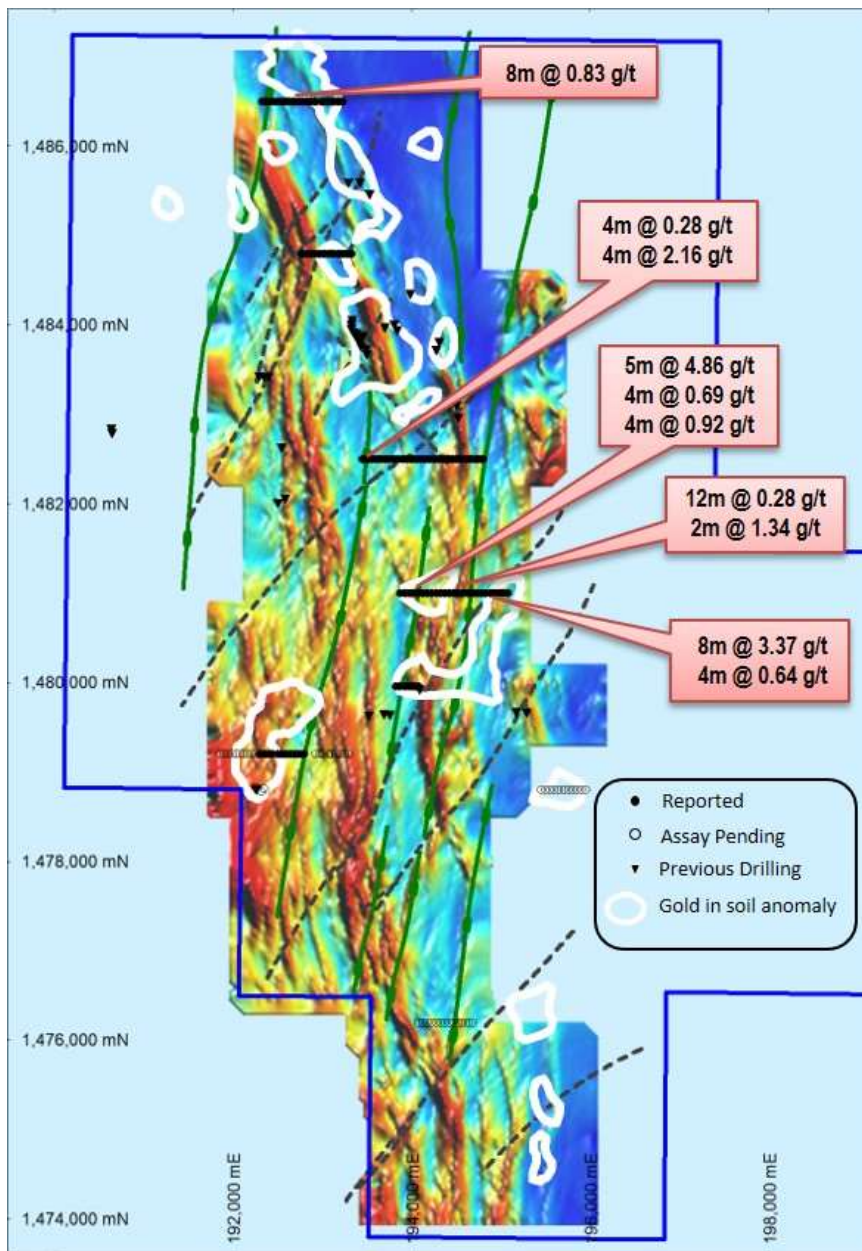 8m @ 0.83 g/t
1,486,000 mN
4m @ 0.28 g/t
4m @ 2.16 g/t
1,484,000 mN
5m @ 4.86 g/t
4m @ 0.69 g/t
4m @ 0.92 g/t
1,482,000 mN
12m @ 0.28 g/t
2m @ 1.34 g/t
8m @ 3.37 g/t
4m @ 0.64 g/t
1,480,000 mN
Reported
Assay Pending
Previous Drilling
Gold in soil anomaly
1,478,000 mN
1,476,000 mN
1,474,000 mN
192,000 mE
194,000 mE
196,000 mE
198,000 mE